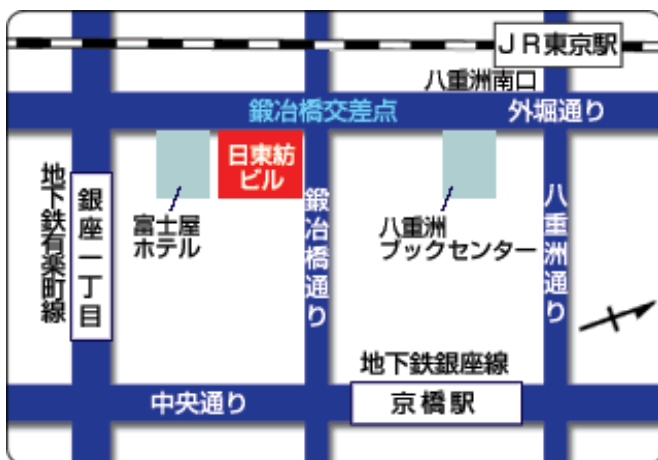 JR東京駅
八重洲南口
鍛冶橋交差点
外堀通り
日東紡
ビル
地下鉄有楽町線
銀座一丁目
富士屋
ホテル
鍛冶橋通り
八重洲
ブックセンター
八重洲通り
地下鉄銀座線
中央通り
京橋駅